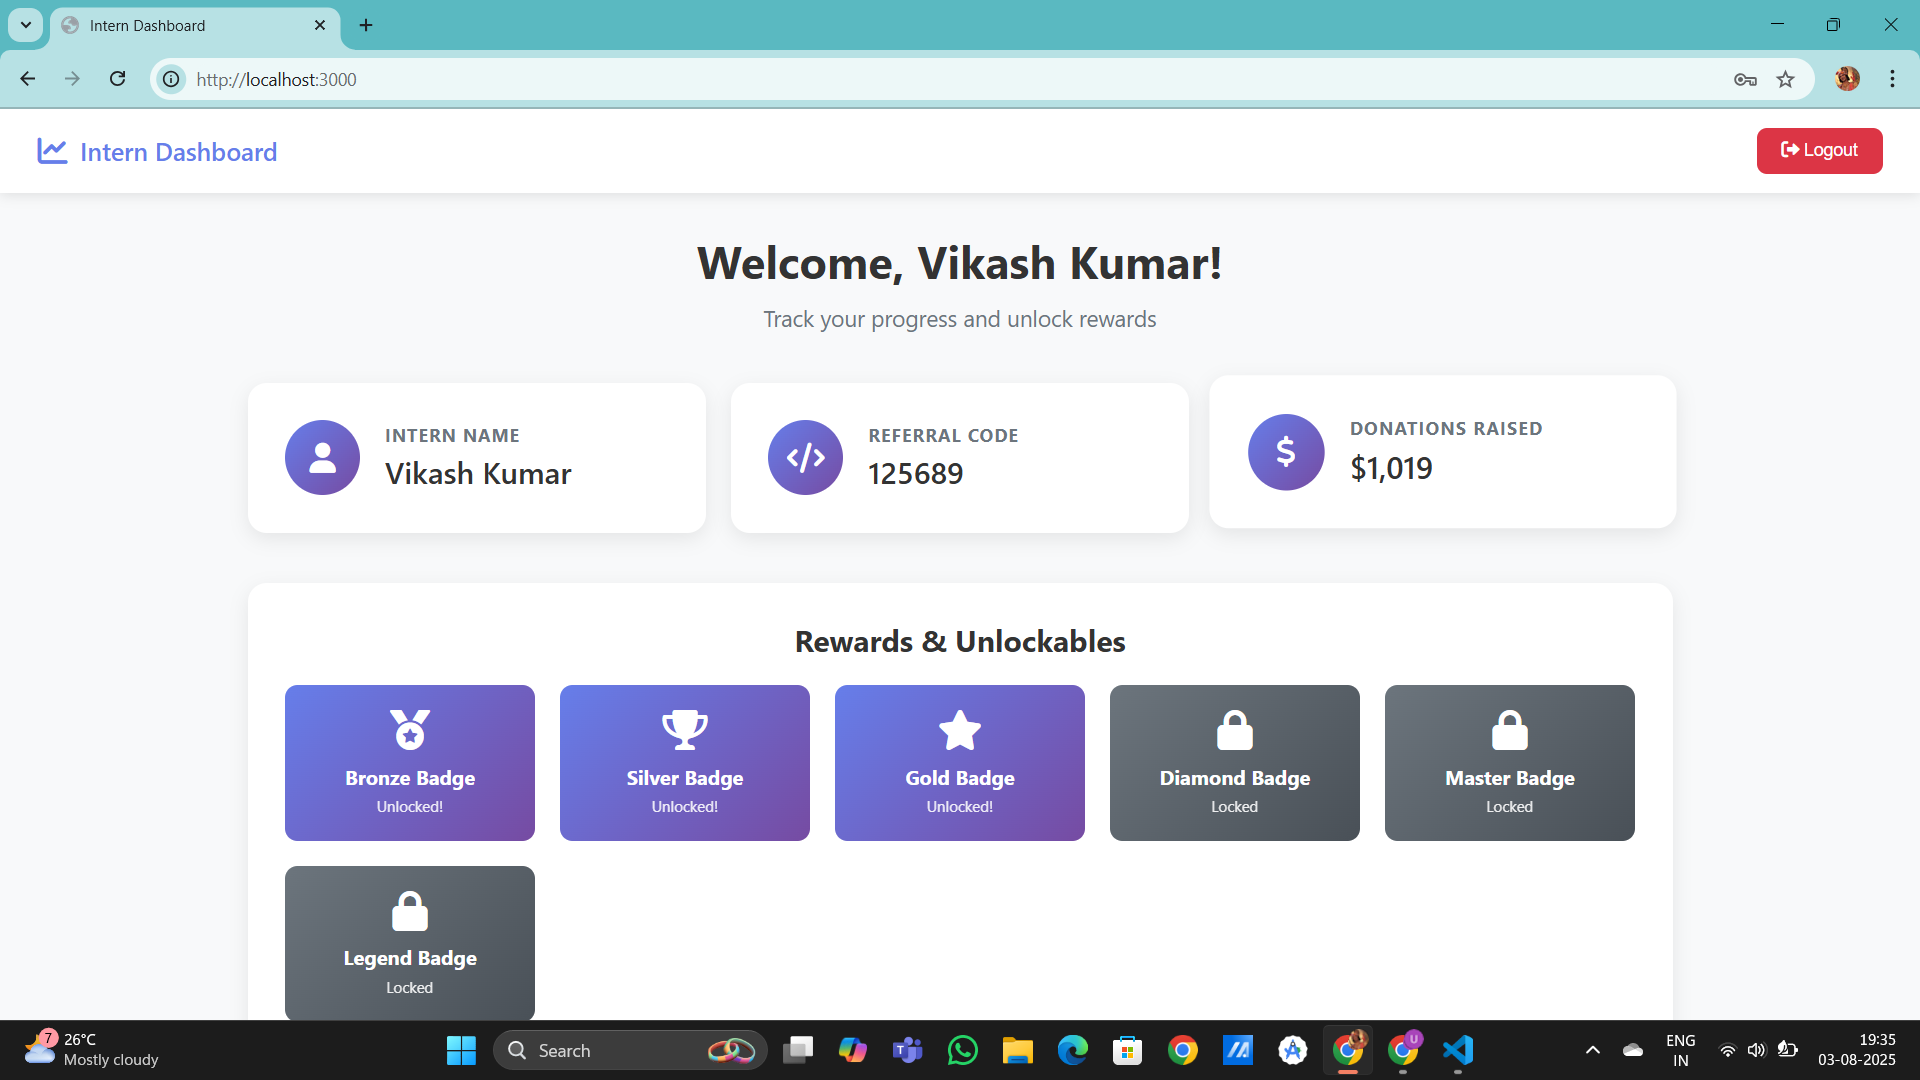 Intern Dashboard
http://localhost:3000
Intern Dashboard
Logout
Welcome, Vikash Kumar!
Track your progress and unlock rewards
INTERN NAME
Vikash Kumar
REFERRAL CODE
125689
DONATIONS RAISED
$1,019
Rewards & Unlockables
Bronze Badge
Unlocked!
Silver Badge
Unlocked!
Gold Badge
Unlocked!
Diamond Badge
Locked
Master Badge
Locked
Legend Badge
Locked
7
26°C
Mostly cloudy
Search
U
ENG
IN
19:35
03-08-2025